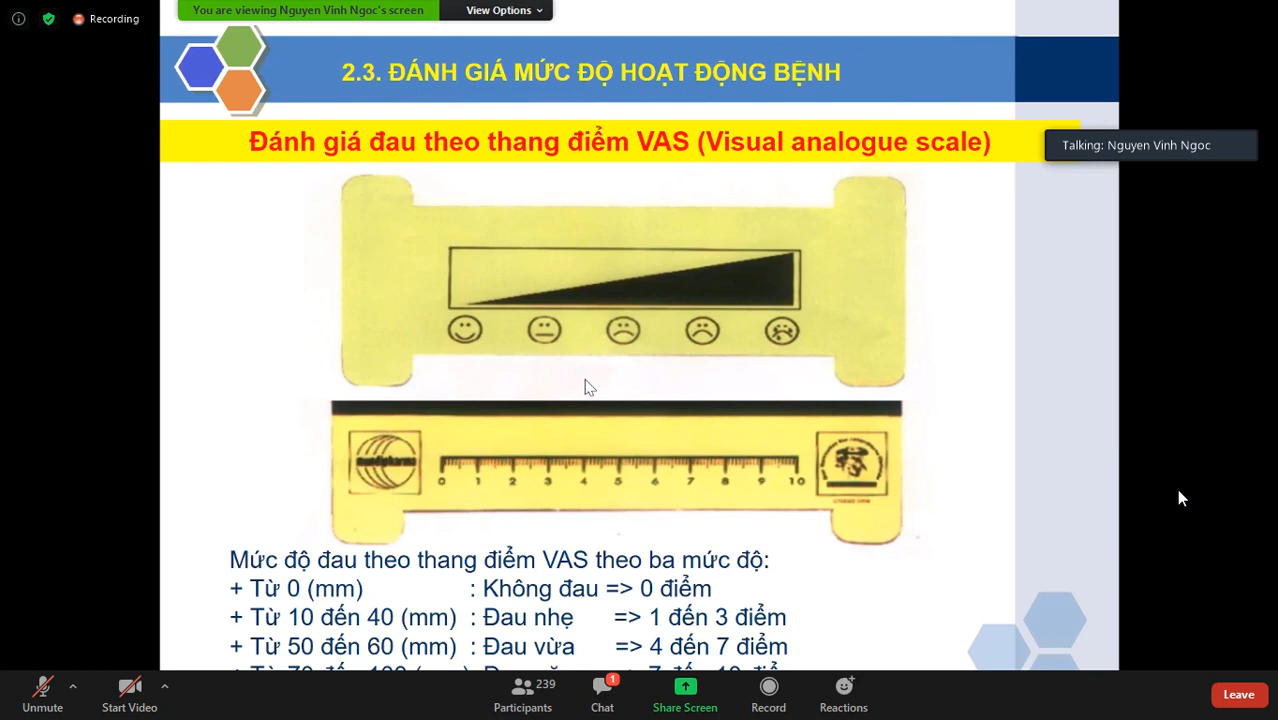 Recording
You are viewing Nguyen Vinh Ngoc's screen
View Options
2.3. ĐÁNH GIÁ MỨC ĐỘ HOẠT ĐỘNG BỆNH
Đánh giá đau theo thang điểm VAS (Visual analogue scale)
Talking: Nguyen Vinh Ngoc
0 1 2 3 4 5 6 7 8 9 10
Mức độ đau theo thang điểm VAS theo ba mức độ:
+ Từ 0 (mm) : Không đau => 0 điểm
+ Từ 10 đến 40 (mm) : Đau nhẹ => 1 đến 3 điểm
+ Từ 50 đến 60 (mm) : Đau vừa => 4 đến 7 điểm
Unmute
Start Video
239
Participants
1
Chat
Share Screen
Record
Reactions
Leave